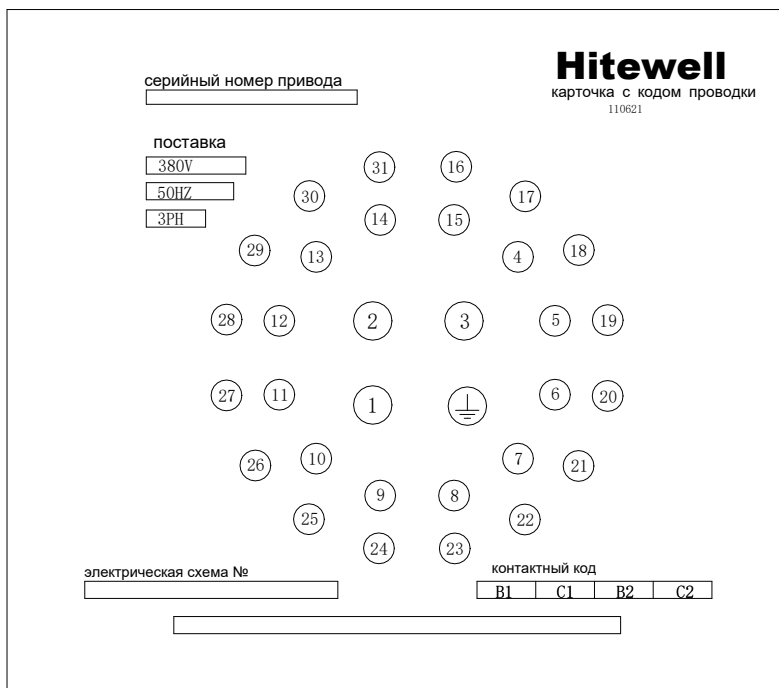 Hitewell
серийный номер привода
карточка с кодом проводки
110621
поставка
380V
50HZ
3PH
31 16
30 17
14 15
29 13 4 18
28 12 2 3 5 19
27 11 1 6 20
26 10 7 21
9 8
25 22
24 23
электрическая схема №
контактный код
B1 C1 B2 C2